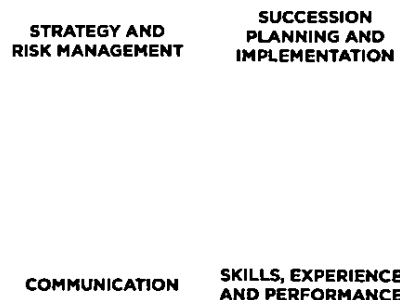 STRATEGY AND
RISK MANAGEMENT
SUCCESSION
PLANNING AND
IMPLEMENTATION
COMMUNICATION
SKILLS, EXPERIENCE
AND PERFORMANCE